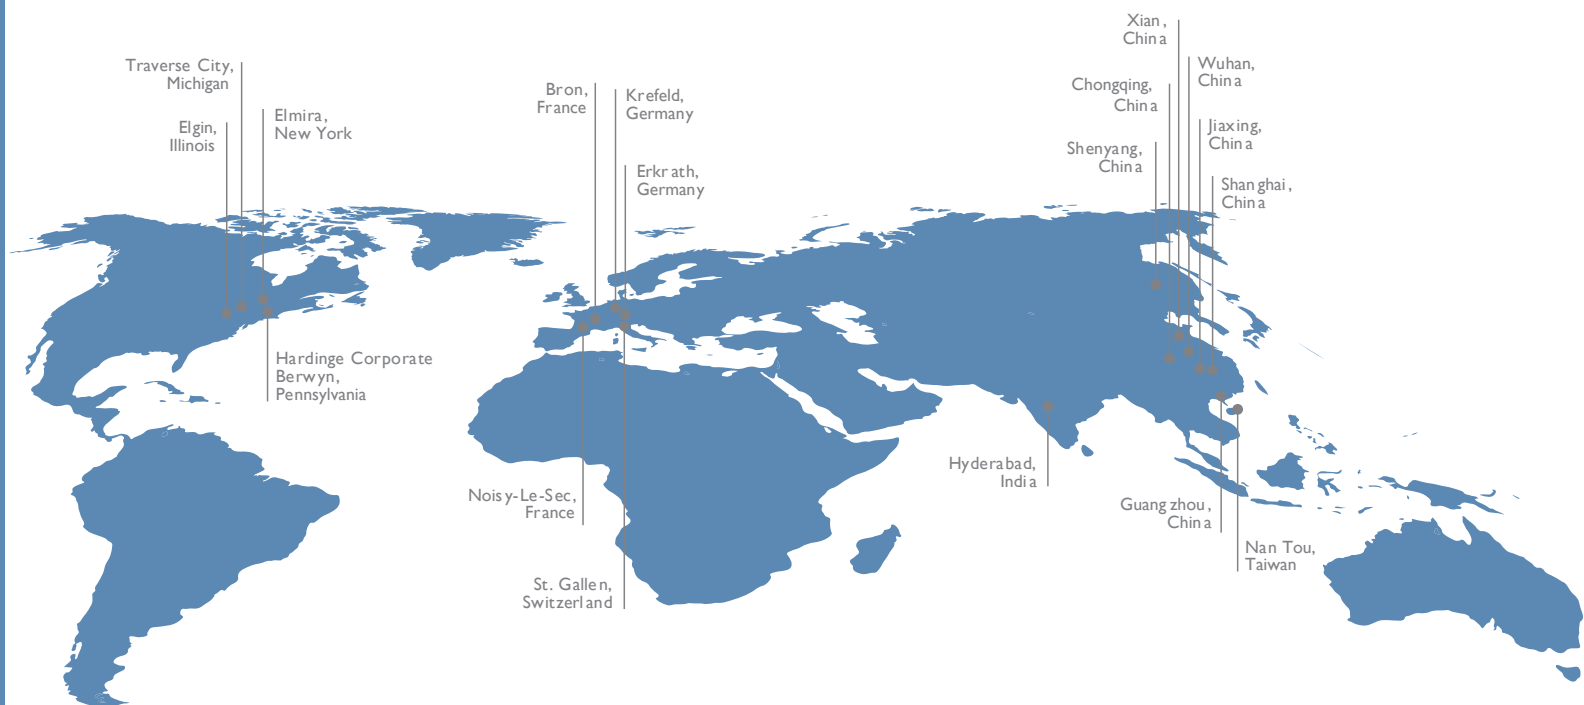 Traverse City,
Michigan
Elgin,
Illinois
Elmira,
New York
Hardinge Corporate
Berwyn,
Pennsylvania
Bron,
France
Krefeld,
Germany
Erkrath,
Germany
Noisy-Le-Sec,
France
St. Gallen,
Switzerland
Xian,
China
Wuhan,
China
Chongqing,
China
Jiaxing,
China
Shenyang,
China
Shanghai,
China
Hyderabad,
India
Guangzhou,
China
Nan Tou,
Taiwan